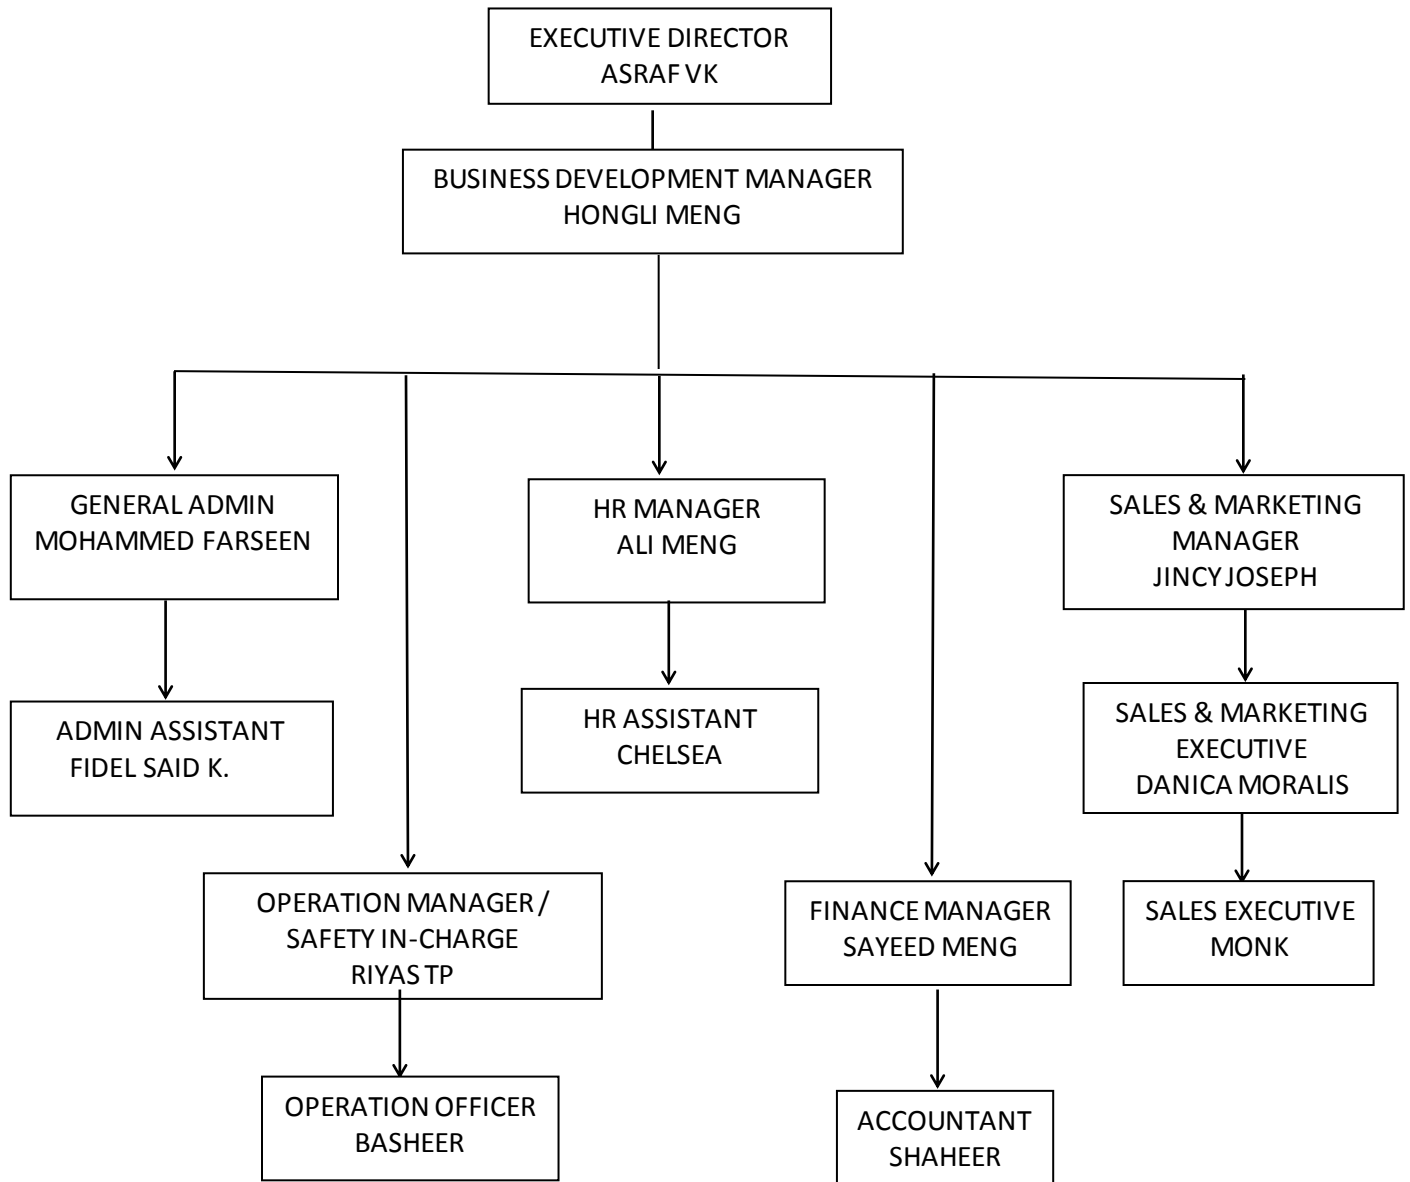 EXECUTIVE DIRECTOR
ASRAF VK
BUSINESS DEVELOPMENT MANAGER
HONGLI MENG
GENERAL ADMIN
MOHAMMED FARSEEN
HR MANAGER
ALI MENG
SALES & MARKETING
MANAGER
JINCY JOSEPH
ADMIN ASSISTANT
FIDEL SAID K.
HR ASSISTANT
CHELSEA
SALES & MARKETING
EXECUTIVE
DANICA MORALIS
OPERATION MANAGER /
SAFETY IN-CHARGE
RIYAS TP
FINANCE MANAGER
SAYEED MENG
SALES EXECUTIVE
MONK
OPERATION OFFICER
BASHEER
ACCOUNTANT
SHAHEER